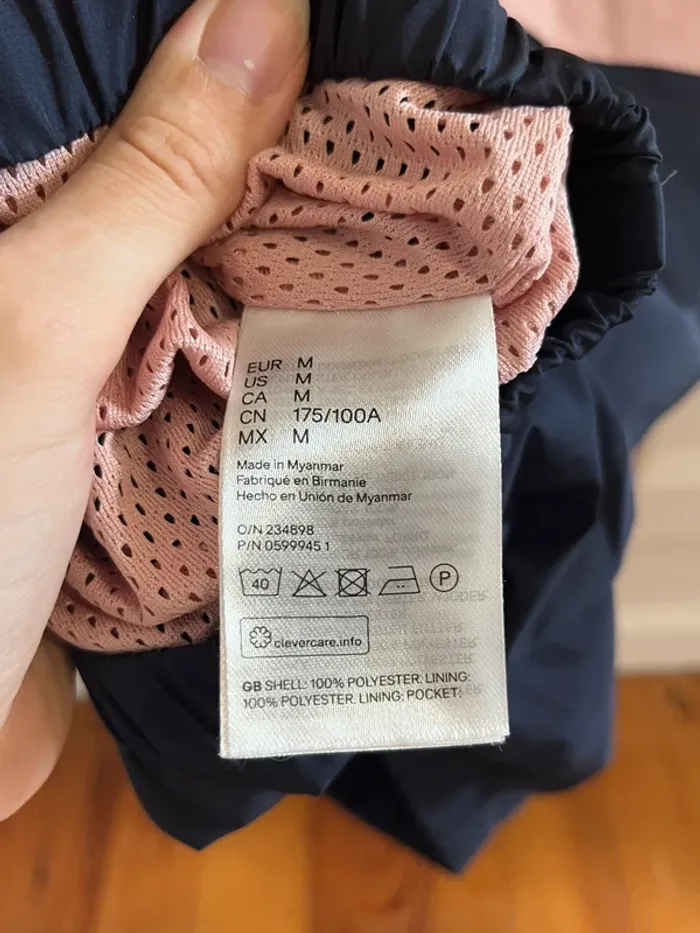 EUR M
US M
CA M
CN 175/100A
MX M
Made in Myanmar
Fabriqué en Birmanie
Hecho en Unión de Myanmar
O/N 234898
P/N 0599945 1
40
P
clevercare.info
GB SHELL: 100% POLYESTER. LINING:
100% POLYESTER. LINING: POCKET: